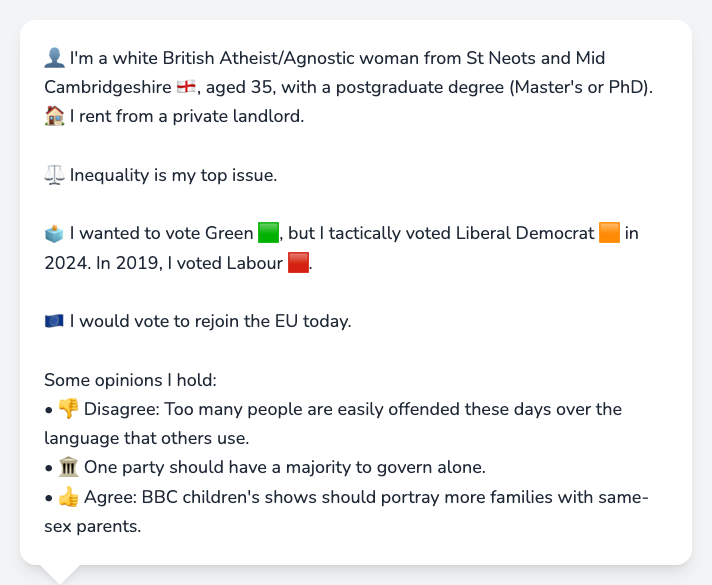 👤 I'm a white British Atheist/Agnostic woman from St Neots and Mid
Cambridgeshire 🏴󠁧󠁢󠁥󠁮󠁧󠁿, aged 35, with a postgraduate degree (Master's or PhD).
🏠 I rent from a private landlord.
⚖️ Inequality is my top issue.
🗳️ I wanted to vote Green 🟩, but I tactically voted Liberal Democrat 🟧 in
2024. In 2019, I voted Labour 🟥.
🇪🇺 I would vote to rejoin the EU today.
Some opinions I hold:
• 👎 Disagree: Too many people are easily offended these days over the
language that others use.
• 🏛️ One party should have a majority to govern alone.
• 👍 Agree: BBC children's shows should portray more families with same-
sex parents.